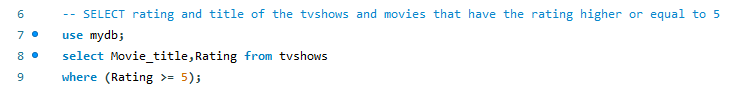 6 -- SELECT rating and title of the tvshows and movies that have the rating higher or equal to 5
7 use mydb;
8 select Movie_title,Rating from tvshows
9 where (Rating >= 5);